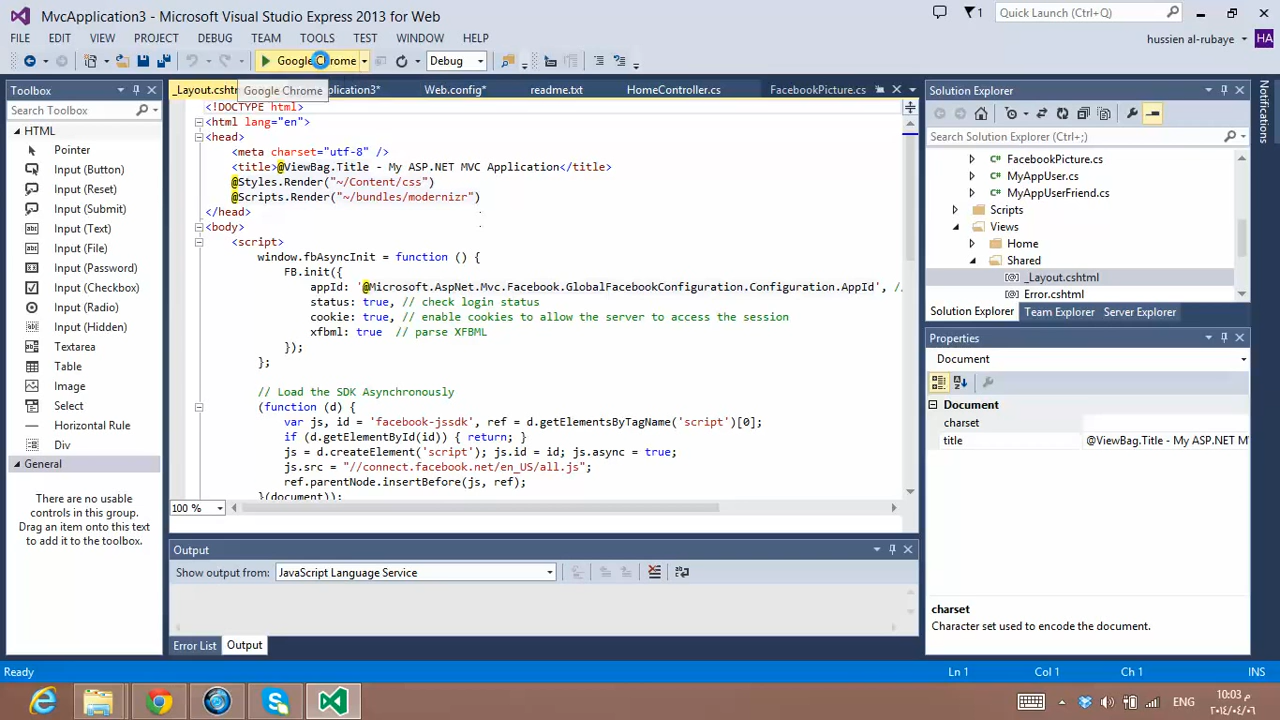 MvcApplication3 - Microsoft Visual Studio Express 2013 for Web
1
Quick Launch (Ctrl+Q)
FILE EDIT VIEW PROJECT DEBUG TEAM TOOLS TEST WINDOW HELP
hussien al-rubaye HA
Google Chrome
Debug
Toolbox
Search Toolbox
HTML
Pointer
Input (Button)
Input (Reset)
Input (Submit)
Input (Text)
Input (File)
Input (Password)
Input (Checkbox)
Input (Radio)
Input (Hidden)
Textarea
Table
Image
Select
Horizontal Rule
Div
General
There are no usable
controls in this group.
Drag an item onto this text
to add it to the toolbox.
_Layout.cshtm Google Chrome plication3* Web.config* readme.txt HomeController.cs FacebookPicture.cs
<!DOCTYPE html>
<html lang="en">
<head>
<meta charset="utf-8" />
<title>@ViewBag.Title - My ASP.NET MVC Application</title>
@Styles.Render("~/Content/css")
@Scripts.Render("~/bundles/modernizr")
</head>
<body>
<script>
window.fbAsyncInit = function () {
FB.init({
appId: '@Microsoft.AspNet.Mvc.Facebook.GlobalFacebookConfiguration.Configuration.AppId', //
status: true, // check login status
cookie: true, // enable cookies to allow the server to access the session
xfbml: true // parse XFBML
});
};
// Load the SDK Asynchronously
(function (d) {
var js, id = 'facebook-jssdk', ref = d.getElementsByTagName('script')[0];
if (d.getElementById(id)) { return; }
js = d.createElement('script'); js.id = id; js.async = true;
js.src = "//connect.facebook.net/en_US/all.js";
ref.parentNode.insertBefore(js, ref);
}(document));
100 %
Output
Show output from: JavaScript Language Service
Error List Output
Solution Explorer
Search Solution Explorer (Ctrl+;)
FacebookPicture.cs
MyAppUser.cs
MyAppUserFriend.cs
Scripts
Views
Home
Shared
_Layout.cshtml
Error.cshtml
Solution Explorer Team Explorer Server Explorer
Properties
Document
Document
charset
title @ViewBag.Title - My ASP.NET M
charset
Character set used to encode the document.
Notifications
Ready Ln 1 Col 1 Ch 1 INS
ENG
10:03 م
٢٠١٤/٠٤/٠٦